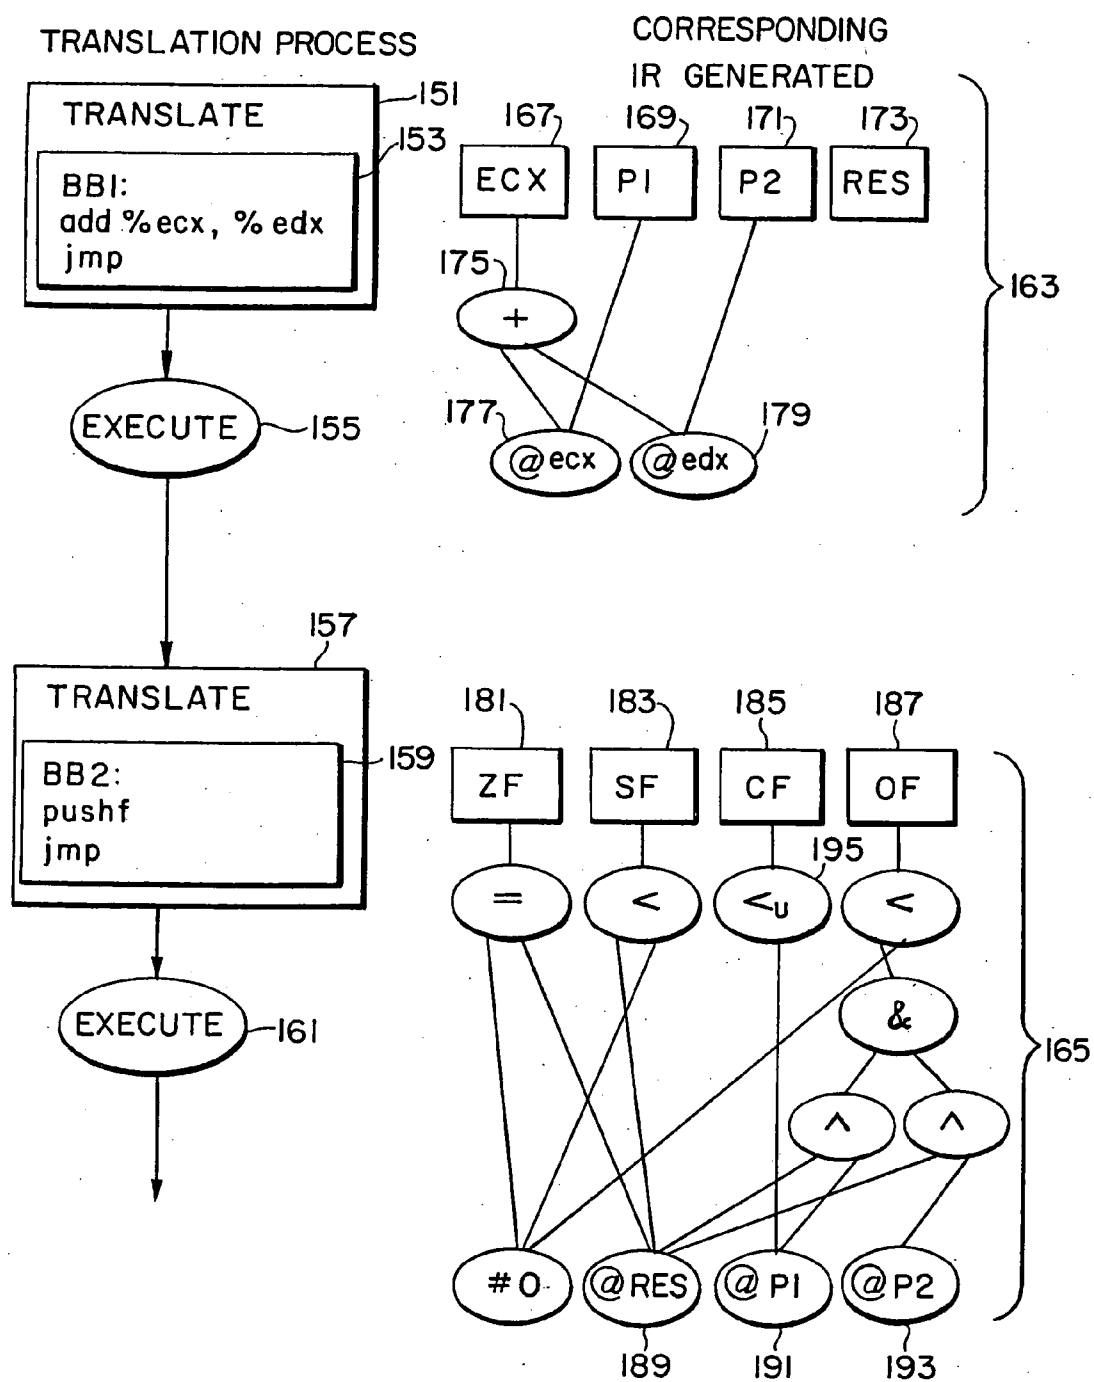 TRANSLATION PROCESS
CORRESPONDING
IR GENERATED
TRANSLATE
151
153
BB1:
add %ecx, %edx
jmp
167
169
171
173
ECX
P1
P2
RES
175
+
163
EXECUTE
155
177
179
@ecx
@edx
157
TRANSLATE
159
BB2:
pushf
jmp
181
183
185
187
ZF
SF
CF
OF
195
=
<
<U
<
EXECUTE
161
&
165
^
^
#0
@RES
@P1
@P2
189
191
193